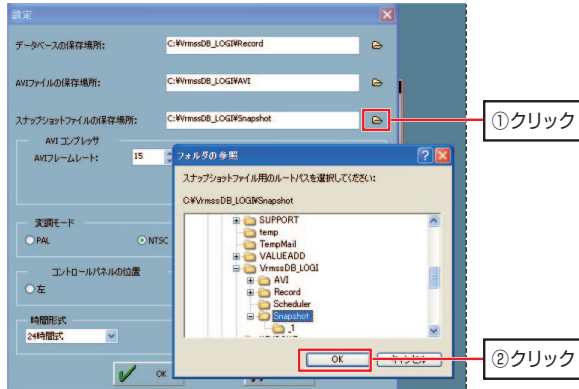 設定
データベースの保存場所:
C:¥VrmssDB_LOGI¥Record
AVIファイルの保存場所:
C:¥VrmssDB_LOGI¥AVI
スナップショットファイルの保存場所:
C:¥VrmssDB_LOGI¥Snapshot
①クリック
AVI コンプレッサ
AVIフレームレート:
15
フォルダの参照
スナップショットファイル用のルートパスを選択してください:
C:¥VrmssDB_LOGI¥Snapshot
SUPPORT
temp
TempMail
VALUEADD
VrmssDB_LOGI
AVI
Record
Scheduler
Snapshot
_1
変調モード
PAL
NTSC
コントロールパネルの位置
左
時間形式
24時間式
OK
キャンセル
②クリック
OK